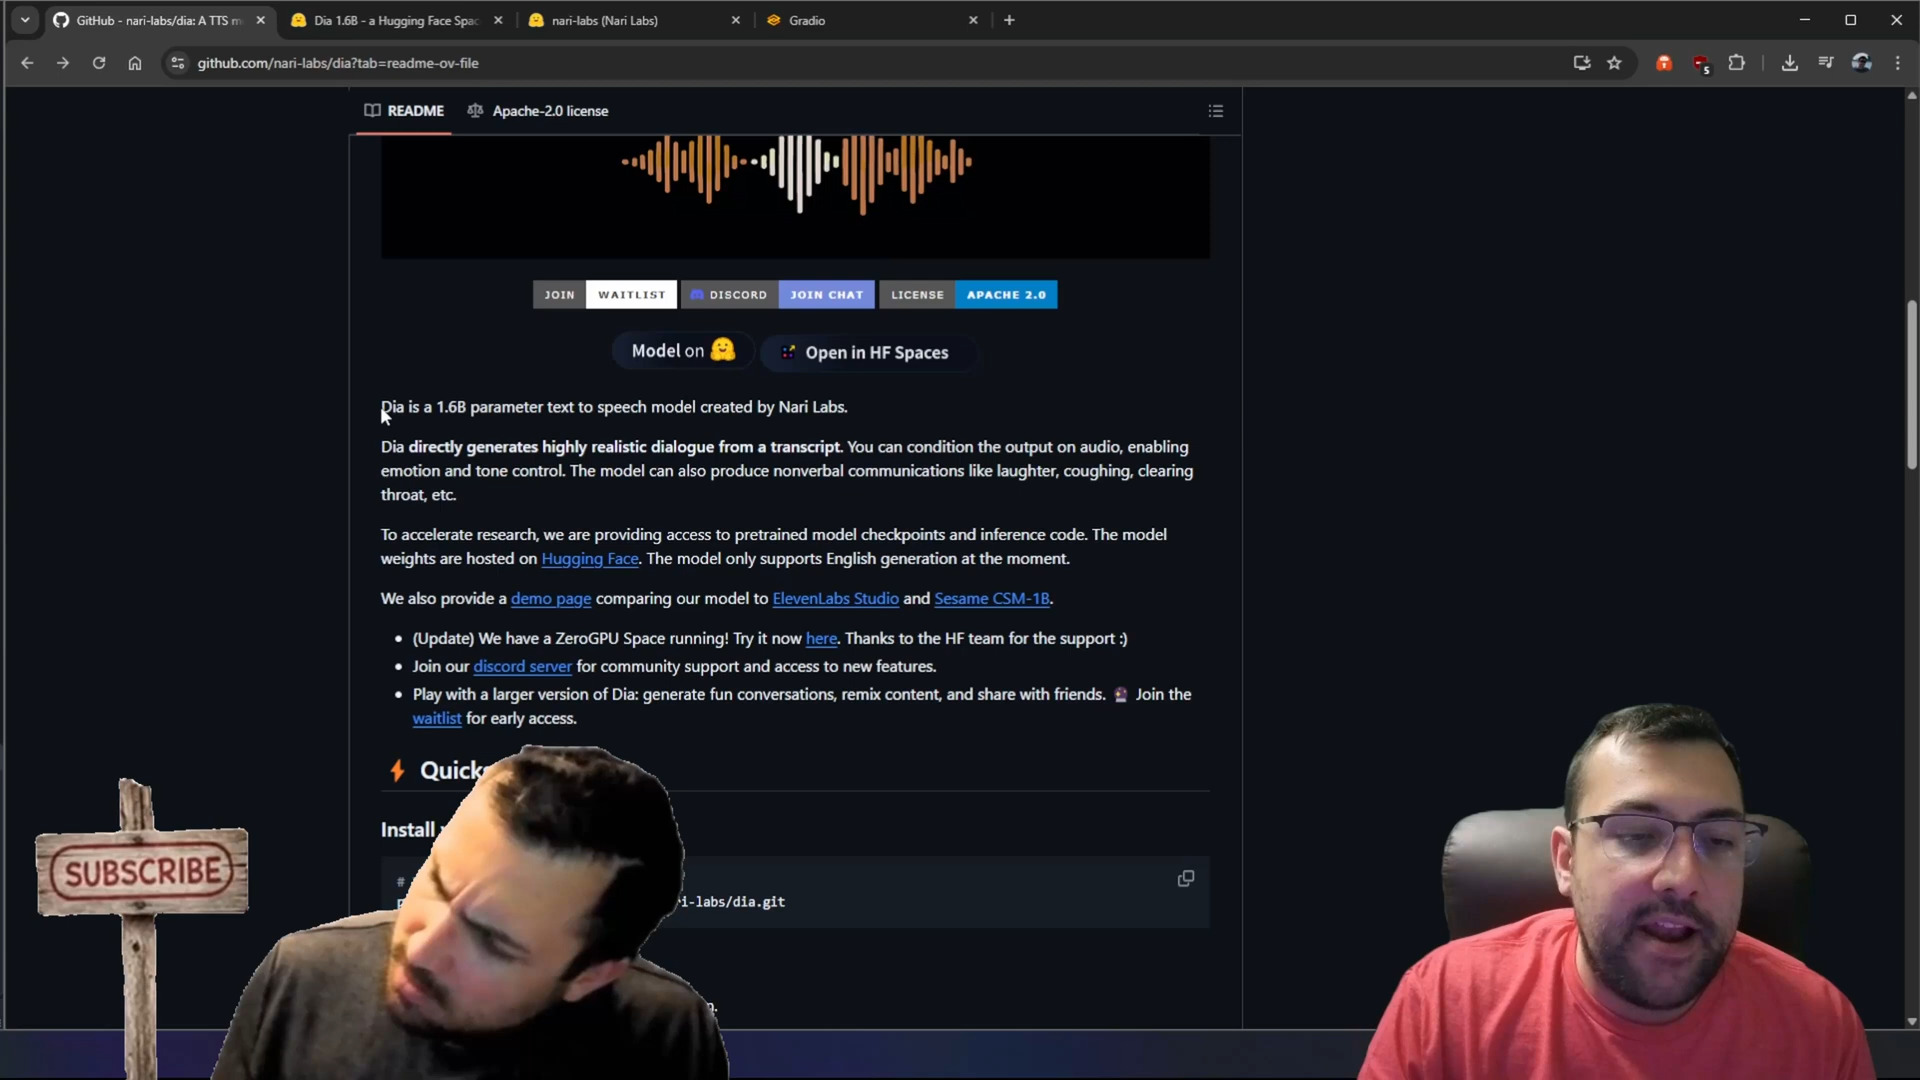 GitHub - nari-labs/dia: A TTS m
Dia 1.6B - a Hugging Face Spac
nari-labs (Nari Labs)
Gradio
github.com/nari-labs/dia?tab=readme-ov-file
5
README
Apache-2.0 license
JOIN WAITLIST
DISCORD JOIN CHAT
LICENSE APACHE 2.0
Model on
Open in HF Spaces
Dia is a 1.6B parameter text to speech model created by Nari Labs.
Dia directly generates highly realistic dialogue from a transcript. You can condition the output on audio, enabling
emotion and tone control. The model can also produce nonverbal communications like laughter, coughing, clearing
throat, etc.
To accelerate research, we are providing access to pretrained model checkpoints and inference code. The model
weights are hosted on Hugging Face. The model only supports English generation at the moment.
We also provide a demo page comparing our model to ElevenLabs Studio and Sesame CSM-1B.
(Update) We have a ZeroGPU Space running! Try it now here. Thanks to the HF team for the support :)
Join our discord server for community support and access to new features.
Play with a larger version of Dia: generate fun conversations, remix content, and share with friends. 🔮 Join the
waitlist for early access.
⚡ Quicks
Install
#
i-labs/dia.git
SUBSCRIBE